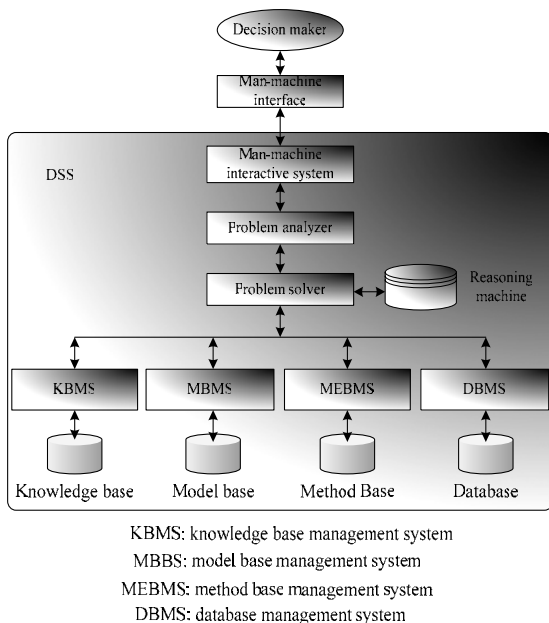 Decision maker
Man-machine
interface
Man-machine
interactive system
DSS
Problem analyzer
Problem solver
Reasoning
machine
KBMS
MBMS
MEBMS
DBMS
Knowledge base
Model base
Method Base
Database
KBMS: knowledge base management system
MBBS: model base management system
MEBMS: method base management system
DBMS: database management system